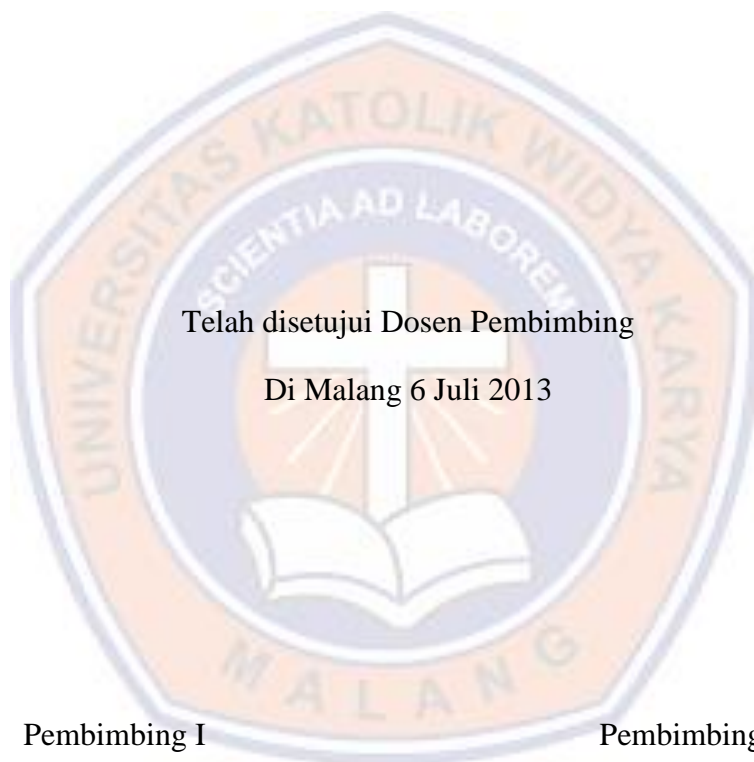 UNIVERSITAS KATOLIK WIDYA KARYA
SCIENTIA AD LABOREM
Telah disetujui Dosen Pembimbing
Di Malang 6 Juli 2013
MALANG
Pembimbing I Pembimbing